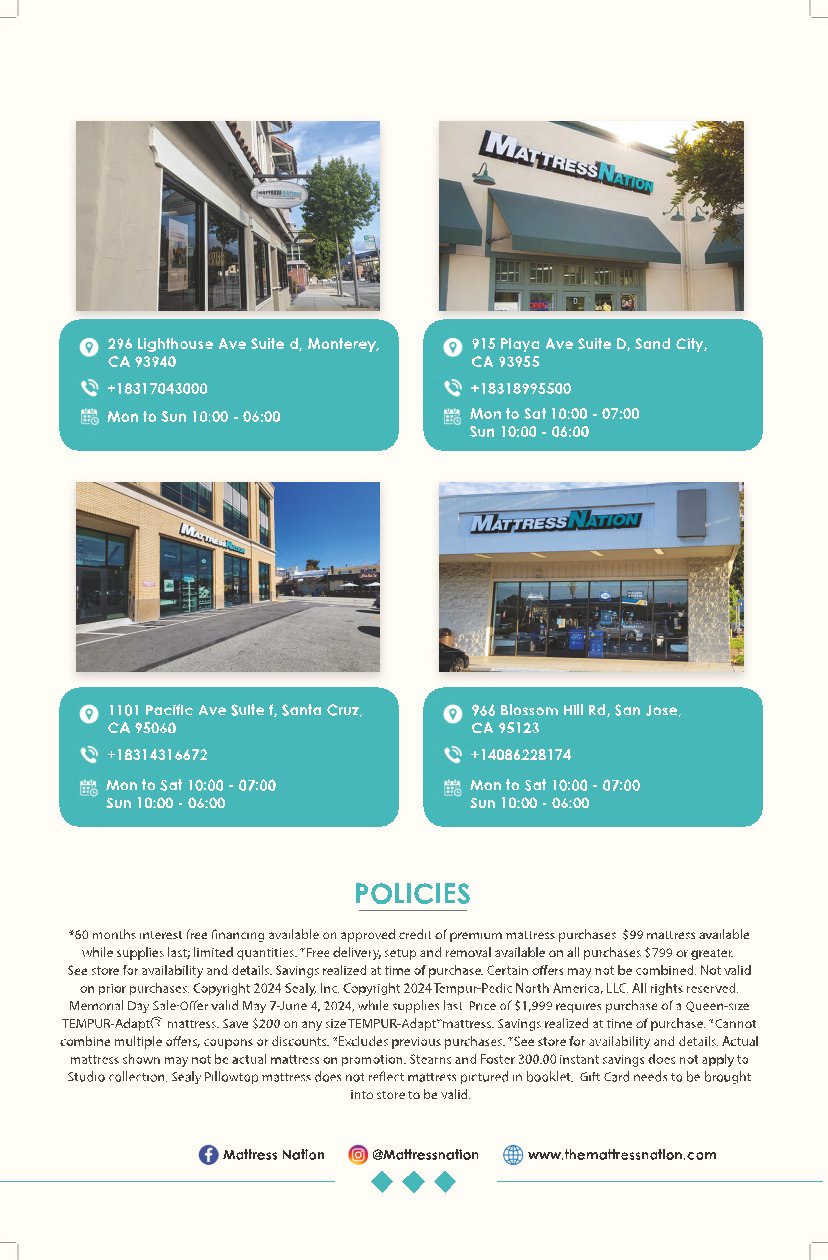 MATTRESSNATION
MATTRESSNATION
OPEN
296 Lighthouse Ave Suite d, Monterey,
CA 93940
+18317043000
Mon to Sun 10:00 - 06:00
915 Playa Ave Suite D, Sand City,
CA 93955
+18318995500
Mon to Sat 10:00 - 07:00
Sun 10:00 - 06:00
MATTRESSNATION
MATTRESSNATION
1101 Pacific Ave Suite f, Santa Cruz,
CA 95060
+18314316672
Mon to Sat 10:00 - 07:00
Sun 10:00 - 06:00
966 Blossom Hill Rd, San Jose,
CA 95123
+14086228174
Mon to Sat 10:00 - 07:00
Sun 10:00 - 06:00
POLICIES
*60 months interest free financing available on approved credit of premium mattress purchases. $99 mattress available
while supplies last; limited quantities. *Free delivery, setup and removal available on all purchases $799 or greater.
See store for availability and details. Savings realized at time of purchase. Certain offers may not be combined. Not valid
on prior purchases. Copyright 2024 Sealy, Inc. Copyright 2024 Tempur-Pedic North America, LLC. All rights reserved.
Memorial Day Sale-Offer valid May 7-June 4, 2024, while supplies last. Price of $1,999 requires purchase of a Queen-size
TEMPUR-Adapt® mattress. Save $200 on any size TEMPUR-Adapt" mattress. Savings realized at time of purchase. *Cannot
combine multiple offers, coupons or discounts. *Excludes previous purchases. *See store for availability and details. Actual
mattress shown may not be actual mattress on promotion. Stearns and Foster 300.00 instant savings does not apply to
Studio collection. Sealy Pillowtop mattress does not reflect mattress pictured in booklet. Gift Card needs to be brought
into store to be valid.
Mattress Nation @Mattressnation www.themattressnation.com